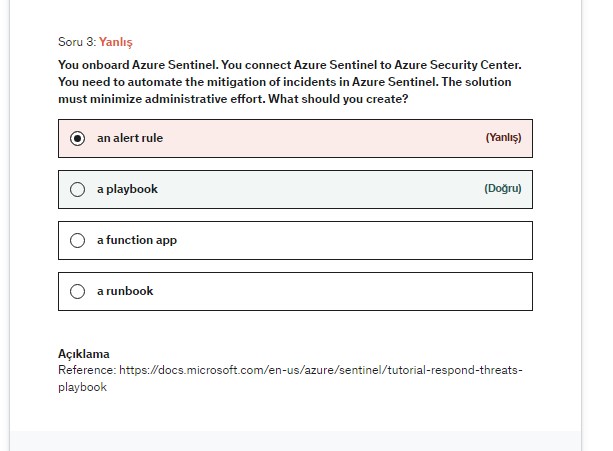 Soru 3: Yanlış
You onboard Azure Sentinel. You connect Azure Sentinel to Azure Security Center.
You need to automate the mitigation of incidents in Azure Sentinel. The solution
must minimize administrative effort. What should you create?
an alert rule (Yanlış)
a playbook (Doğru)
a function app
a runbook
Açıklama
Reference: https://docs.microsoft.com/en-us/azure/sentinel/tutorial-respond-threats-
playbook